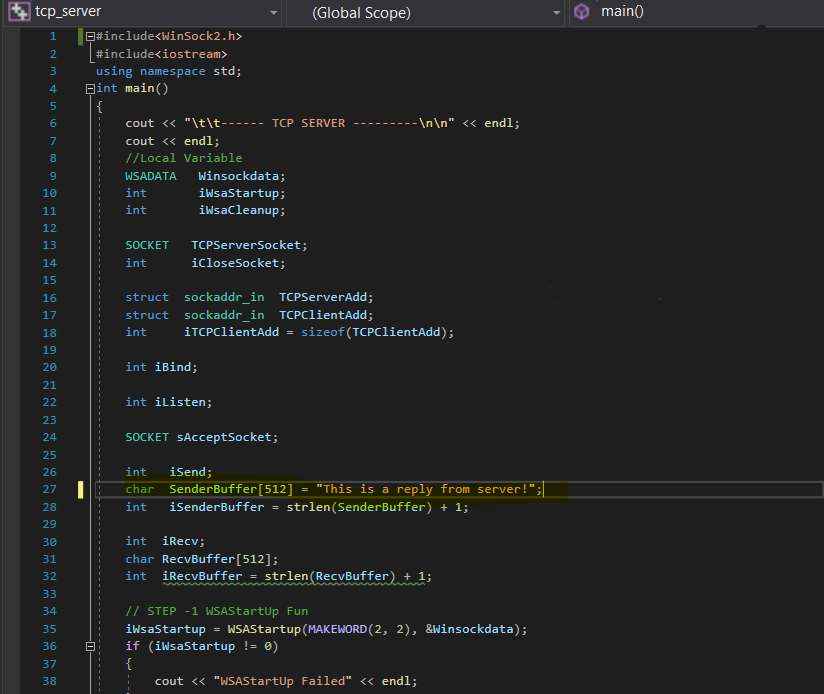 tcp_server (Global Scope) main()
1 #include<WinSock2.h>
2 #include<iostream>
3 using namespace std;
4 int main()
5 {
6 cout << "\t\t------ TCP SERVER ---------\n\n" << endl;
7 cout << endl;
8 //Local Variable
9 WSADATA Winsockdata;
10 int iWsaStartup;
11 int iWsaCleanup;
12
13 SOCKET TCPServerSocket;
14 int iCloseSocket;
15
16 struct sockaddr_in TCPServerAdd;
17 struct sockaddr_in TCPClientAdd;
18 int iTCPClientAdd = sizeof(TCPClientAdd);
19
20 int iBind;
21
22 int iListen;
23
24 SOCKET sAcceptSocket;
25
26 int iSend;
27 char SenderBuffer[512] = "This is a reply from server!";
28 int iSenderBuffer = strlen(SenderBuffer) + 1;
29
30 int iRecv;
31 char RecvBuffer[512];
32 int iRecvBuffer = strlen(RecvBuffer) + 1;
33
34 // STEP -1 WSAStartUp Fun
35 iWsaStartup = WSAStartup(MAKEWORD(2, 2), &Winsockdata);
36 if (iWsaStartup != 0)
37 {
38 cout << "WSAStartUp Failed" << endl;